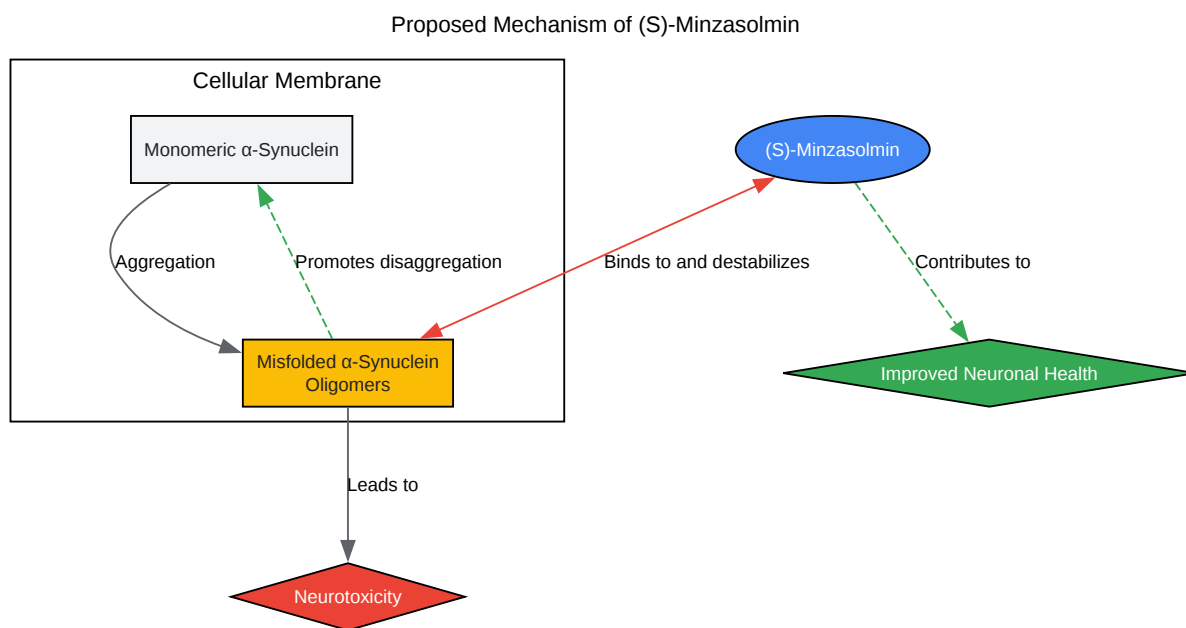 Proposed Mechanism of (S)-Minzasolmin
Cellular Membrane
Monomeric α-Synuclein
(S)-Minzasolmin
Aggregation
Promotes disaggregation
Binds to and destabilizes
Contributes to
Misfolded α-Synuclein
Oligomers
Improved Neuronal Health
Leads to
Neurotoxicity